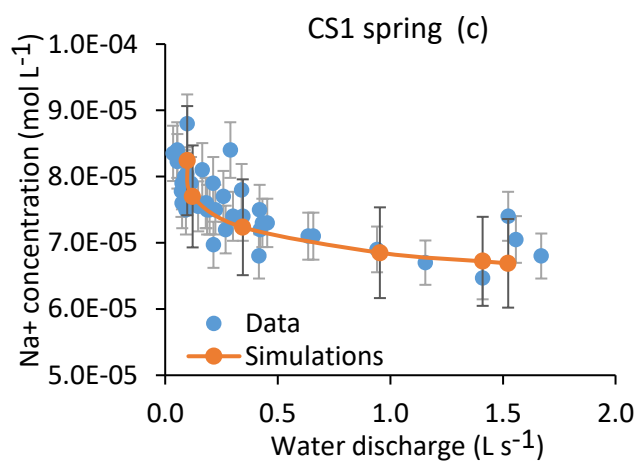 CS1 spring (c)
Na+ concentration (mol L⁻¹)
1.0E-04
9.0E-05
8.0E-05
7.0E-05
6.0E-05
5.0E-05
Data
Simulations
0.0 0.5 1.0 1.5 2.0
Water discharge (L s⁻¹)